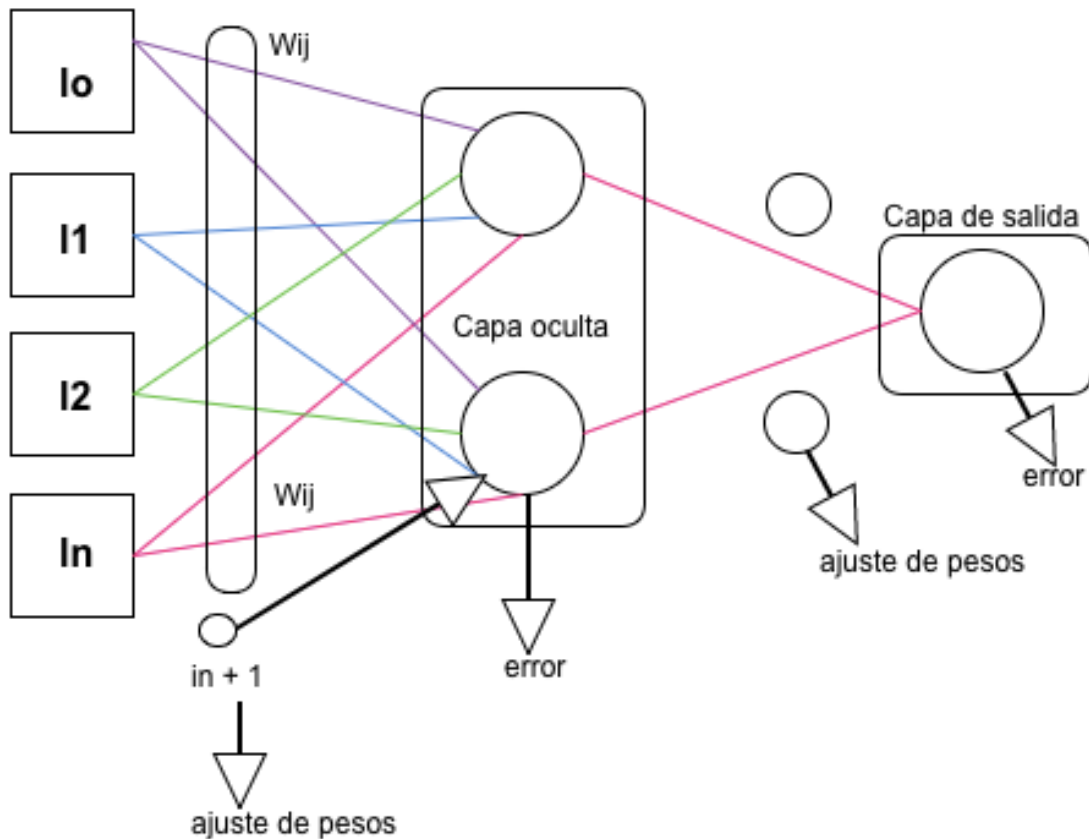 Io
Wij
I1
Capa de salida
Capa oculta
I2
error
Wij
In
ajuste de pesos
error
in + 1
ajuste de pesos